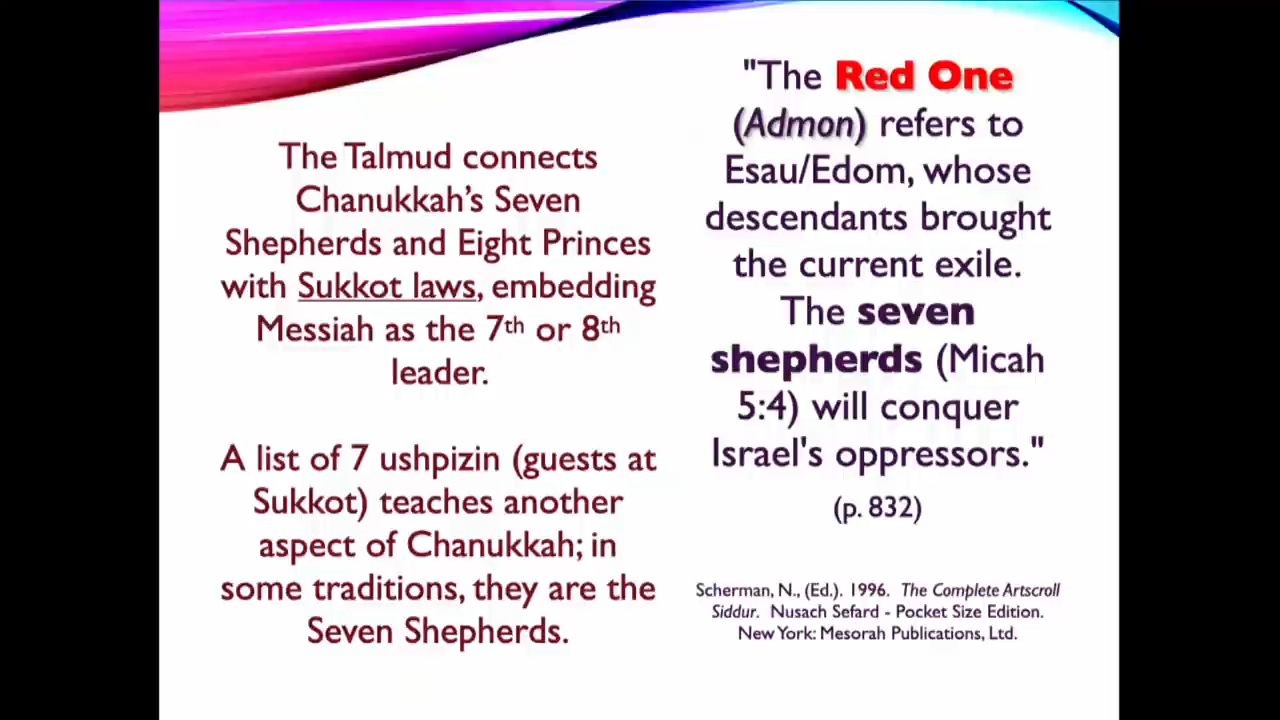 The Talmud connects
Chanukkah’s Seven
Shepherds and Eight Princes
with Sukkot laws, embedding
Messiah as the 7th or 8th
leader.
A list of 7 ushpizin (guests at
Sukkot) teaches another
aspect of Chanukkah; in
some traditions, they are the
Seven Shepherds.
"The Red One
(Admon) refers to
Esau/Edom, whose
descendants brought
the current exile.
The seven
shepherds (Micah
5:4) will conquer
Israel's oppressors."
(p. 832)
Scherman, N., (Ed.). 1996. The Complete Artscroll
Siddur. Nusach Sefard - Pocket Size Edition.
New York: Mesorah Publications, Ltd.